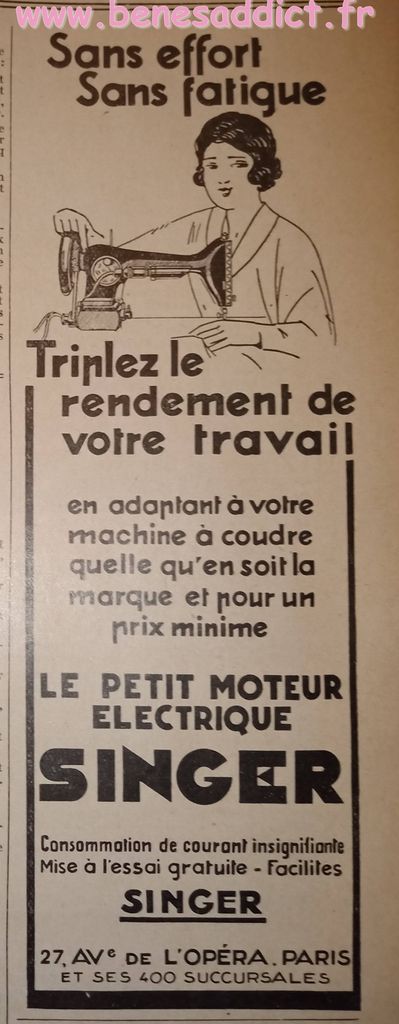 www.benesaddict.fr
Sans effort
Sans fatigue
Triplez le
rendement de
votre travail
en adaptant à votre
machine à coudre
quelle qu'en soit la
marque et pour un
prix minime
LE PETIT MOTEUR
ELECTRIQUE
SINGER
Consommation de courant insignifiante
Mise à l'essai gratuite - Facilites
SINGER
27, AVe DE L'OPÉRA. PARIS
ET SES 400 SUCCURSALES